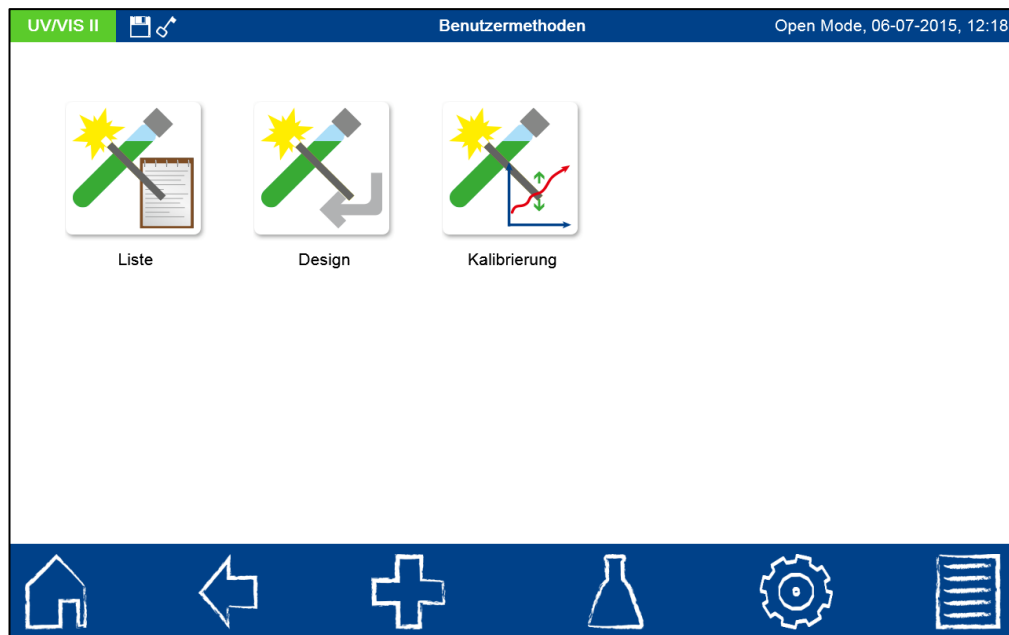 UV/VIS II Benutzermethoden Open Mode, 06-07-2015, 12:18
Liste Design Kalibrierung